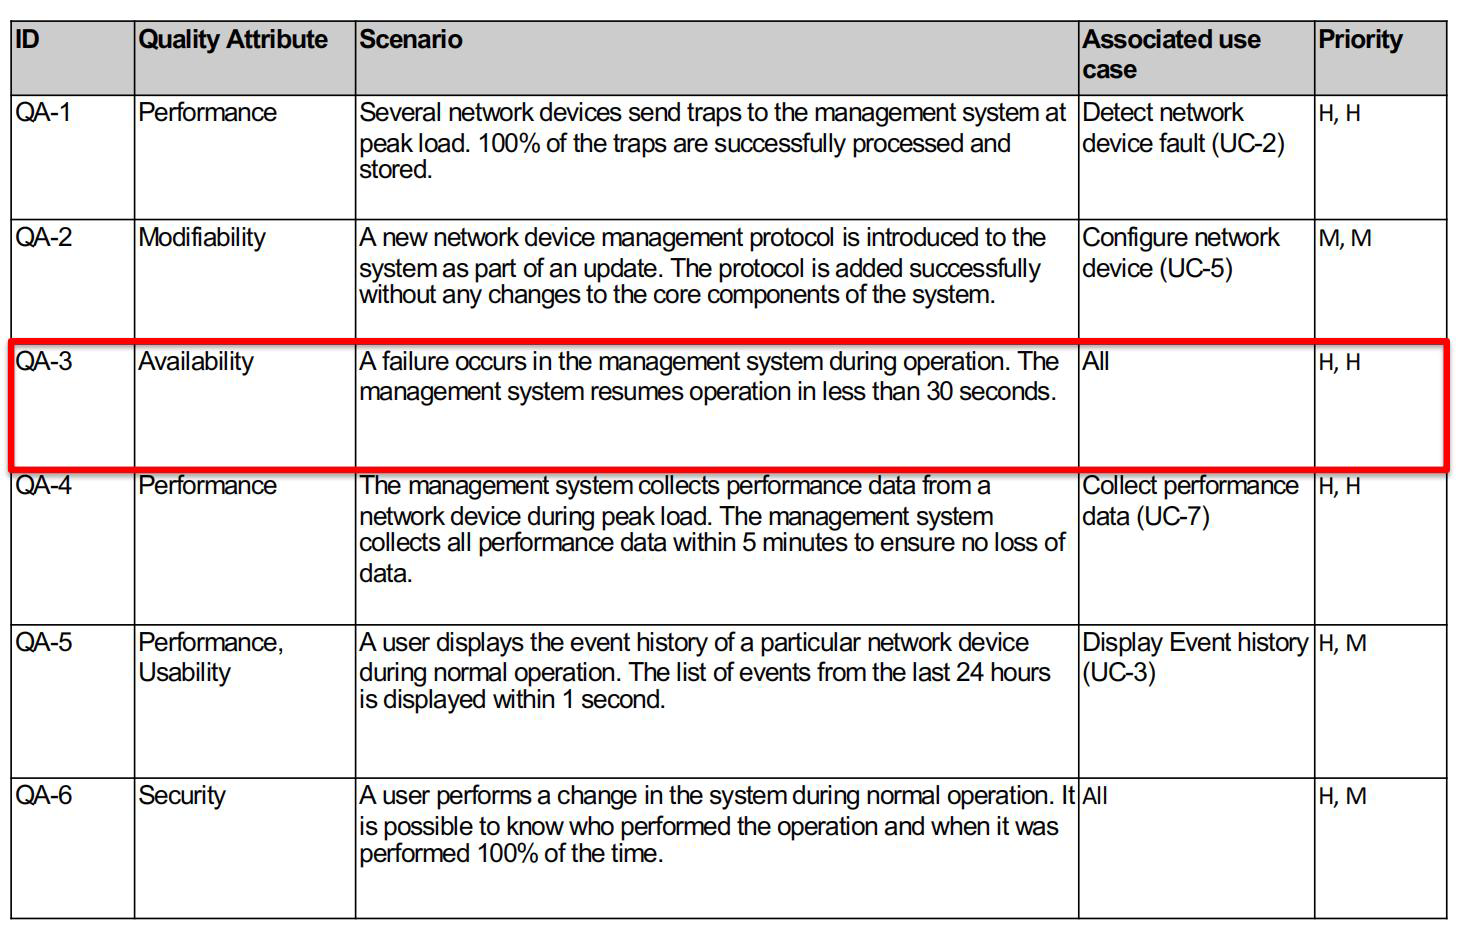 ID Quality Attribute Scenario Associated use case Priority
QA-1 Performance Several network devices send traps to the management system at Detect network H, H
peak load. 100% of the traps are successfully processed and device fault (UC-2)
stored.
QA-2 Modifiability A new network device management protocol is introduced to the Configure network M, M
system as part of an update. The protocol is added successfully device (UC-5)
without any changes to the core components of the system.
QA-3 Availability A failure occurs in the management system during operation. The All H, H
management system resumes operation in less than 30 seconds.
QA-4 Performance The management system collects performance data from a Collect performance H, H
network device during peak load. The management system data (UC-7)
collects all performance data within 5 minutes to ensure no loss of
data.
QA-5 Performance, A user displays the event history of a particular network device Display Event history H, M
Usability during normal operation. The list of events from the last 24 hours (UC-3)
is displayed within 1 second.
QA-6 Security A user performs a change in the system during normal operation. It All H, M
is possible to know who performed the operation and when it was
performed 100% of the time.